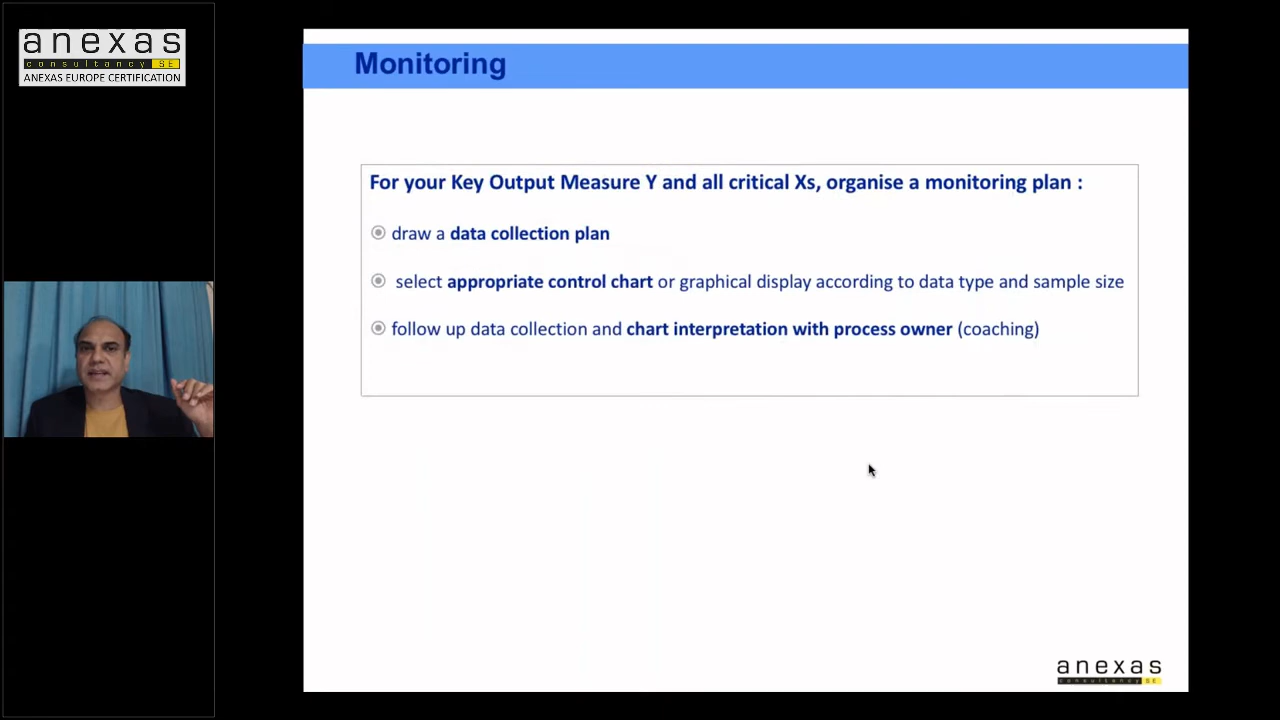 anexas
consultancy SE
ANEXAS EUROPE CERTIFICATION
Monitoring
For your Key Output Measure Y and all critical Xs, organise a monitoring plan :
draw a data collection plan
select appropriate control chart or graphical display according to data type and sample size
follow up data collection and chart interpretation with process owner (coaching)
anexas
consultancy SE